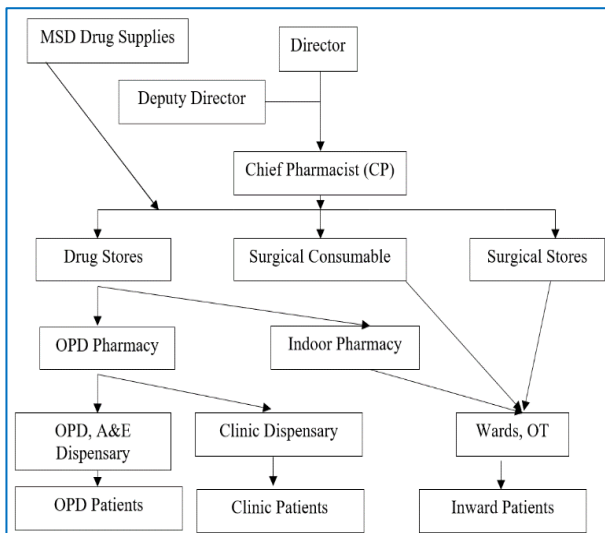 MSD Drug Supplies
Director
Deputy Director
Chief Pharmacist (CP)
Drug Stores
Surgical Consumable
Surgical Stores
OPD Pharmacy
Indoor Pharmacy
OPD, A&E
Dispensary
Clinic Dispensary
Wards, OT
OPD Patients
Clinic Patients
Inward Patients